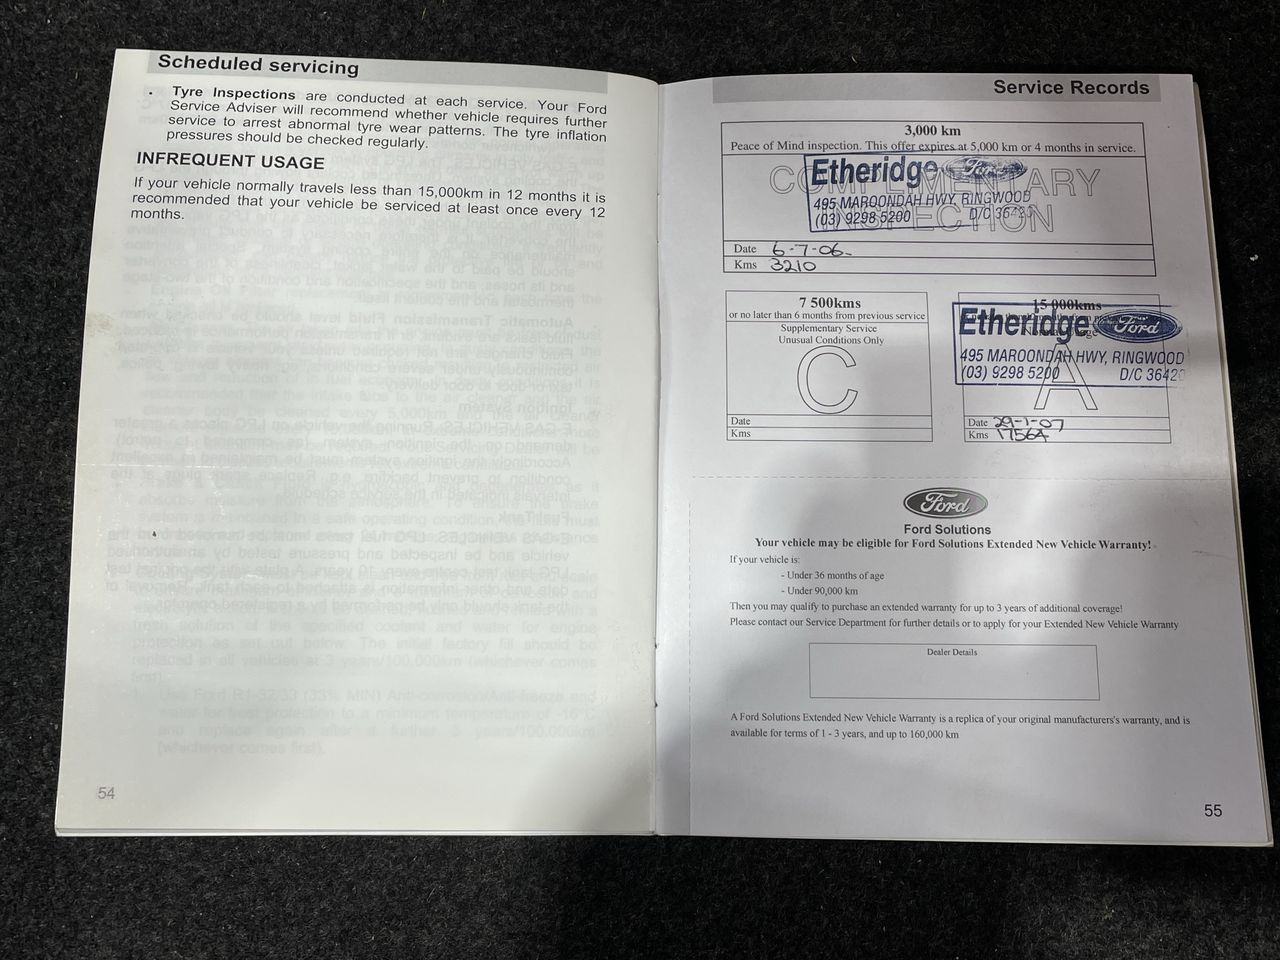 Scheduled servicing
• Tyre Inspections are conducted at each service. Your Ford
Service Adviser will recommend whether vehicle requires further
service to arrest abnormal tyre wear patterns. The tyre inflation
pressures should be checked regularly.
INFREQUENT USAGE
If your vehicle normally travels less than 15,000km in 12 months it is
recommended that your vehicle be serviced at least once every 12
months.
54
Service Records
3,000 km
Peace of Mind inspection. This offer expires at 5,000 km or 4 months in service.
COMPLIMENTARY
INSPECTION
Etheridge Ford
495 MAROONDAH HWY, RINGWOOD
(03) 9298 5200 D/C 36420
Date 6-7-06
Kms 3210
7 500kms
or no later than 6 months from previous service
Supplementary Service
Unusual Conditions Only
C
Date
Kms
15 000kms
Etheridge Ford
495 MAROONDAH HWY, RINGWOOD
(03) 9298 5200 D/C 36420
A
Date 29-1-07
Kms 17564
Ford
Ford Solutions
Your vehicle may be eligible for Ford Solutions Extended New Vehicle Warranty!
If your vehicle is:
- Under 36 months of age
- Under 90,000 km
Then you may qualify to purchase an extended warranty for up to 3 years of additional coverage!
Please contact our Service Department for further details or to apply for your Extended New Vehicle Warranty
Dealer Details
A Ford Solutions Extended New Vehicle Warranty is a replica of your original manufacturers's warranty, and is
available for terms of 1 - 3 years, and up to 160,000 km
55